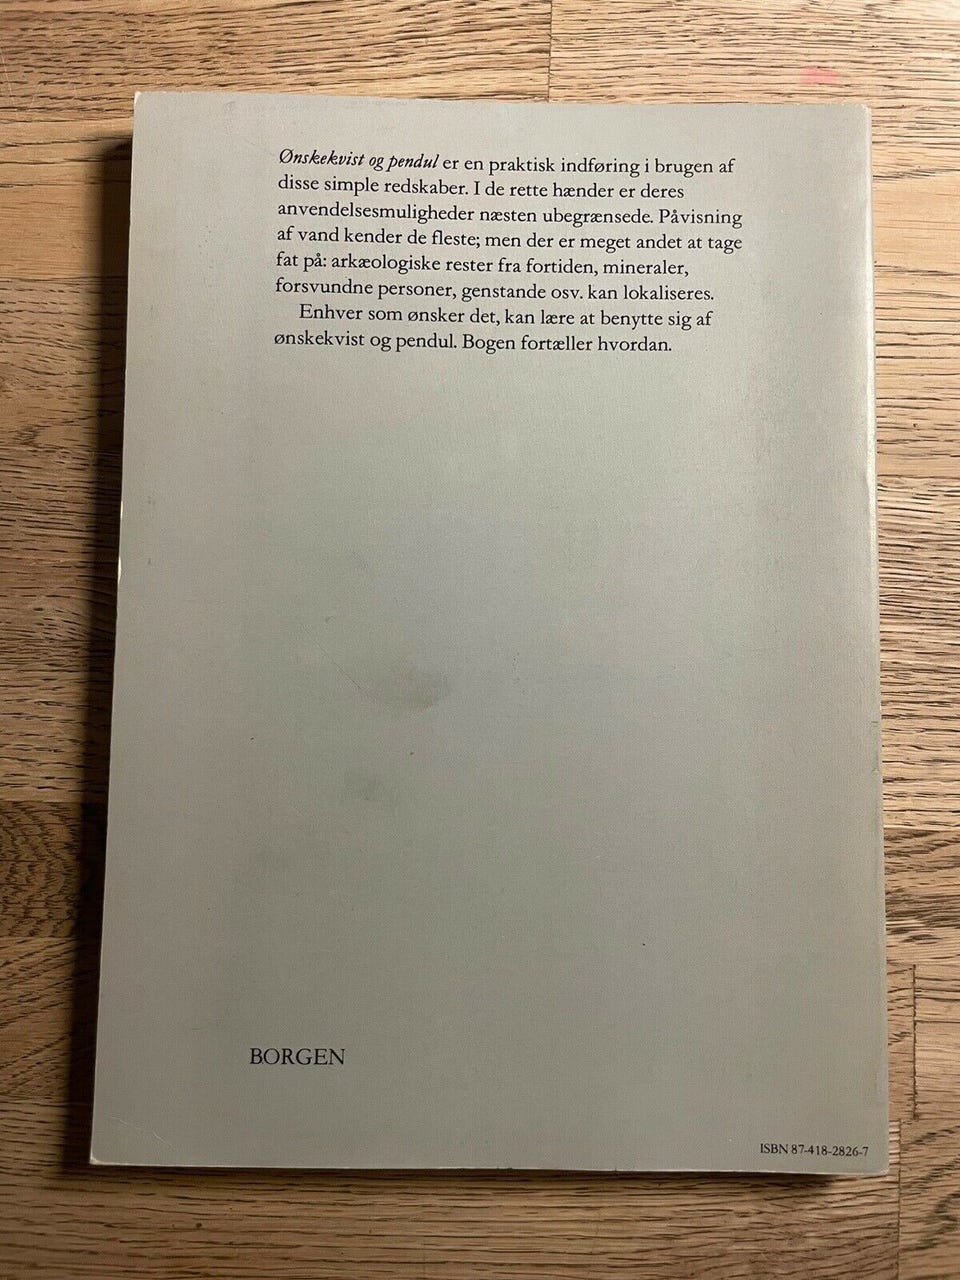 Ønskekvist og pendul er en praktisk indføring i brugen af
disse simple redskaber. I de rette hænder er deres
anvendelsesmuligheder næsten ubegrænsede. Påvisning
af vand kender de fleste; men der er meget andet at tage
fat på: arkæologiske rester fra fortiden, mineraler,
forsvundne personer, genstande osv. kan lokaliseres.
Enhver som ønsker det, kan lære at benytte sig af
ønskekvist og pendul. Bogen fortæller hvordan.
BORGEN
ISBN 87-418-2826-7